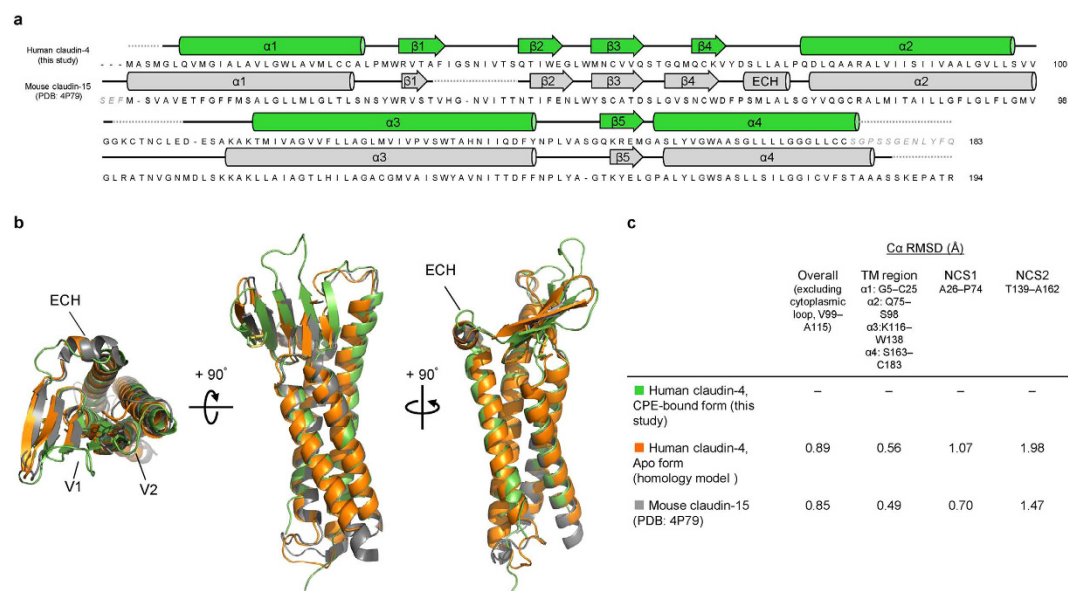 a
α1 β1 β2 β3 β4 α2
Human claudin-4
(this study)
- - - MASMGLQVMGIALAVLGWLAVMLCCALPMWRVTAFIGSNIVTSQTIWEGLWMNCVVQSTGQMQCKVYDSLLALPQDLQAARALVIISIIVAALGVLLSVV 100
Mouse claudin-15
(PDB: 4P79)
α1 β1 β2 β3 β4 ECH α2
SEFM-SVAVETFGFFMSALGLLMLGLTLSNSYWRVSTVHG-NVITTNTIFENLWYSCATDSLGVSNCWDFPSMLALSGYVQGCRALMITAILLGFLGLFLGMV 98
α3 β5 α4
GGKCTNCLED-ESAKAKTMIVAGVVFLLAGLMVIVPVSWTAHNIIQDFYNPLVASGQKREMGASLYVGWAASGLLLLGGGLLCCSGPSSGENLYFQ 183
α3 β5 α4
GLRATNVGNMDLSKKAKLLAIAGTLHILAGACGMVAISWYAVNITTDFFNPLYA-GTKYELGPALYLGWSASLLSILGGICVFSTAAASSKEPATR 194
b
ECH
V1
V2
+ 90°
+ 90°
ECH
c
Cα RMSD (Å)
Overall
(excluding
cytoplasmic
loop, V99–
A115)
TM region
α1: G5–C25
α2: Q75–
S98
α3:K116–
W138
α4: S163–
C183
NCS1
A26–P74
NCS2
T139–A162
Human claudin-4,
CPE-bound form (this
study)
– – – –
Human claudin-4,
Apo form
(homology model )
0.89 0.56 1.07 1.98
Mouse claudin-15
(PDB: 4P79)
0.85 0.49 0.70 1.47